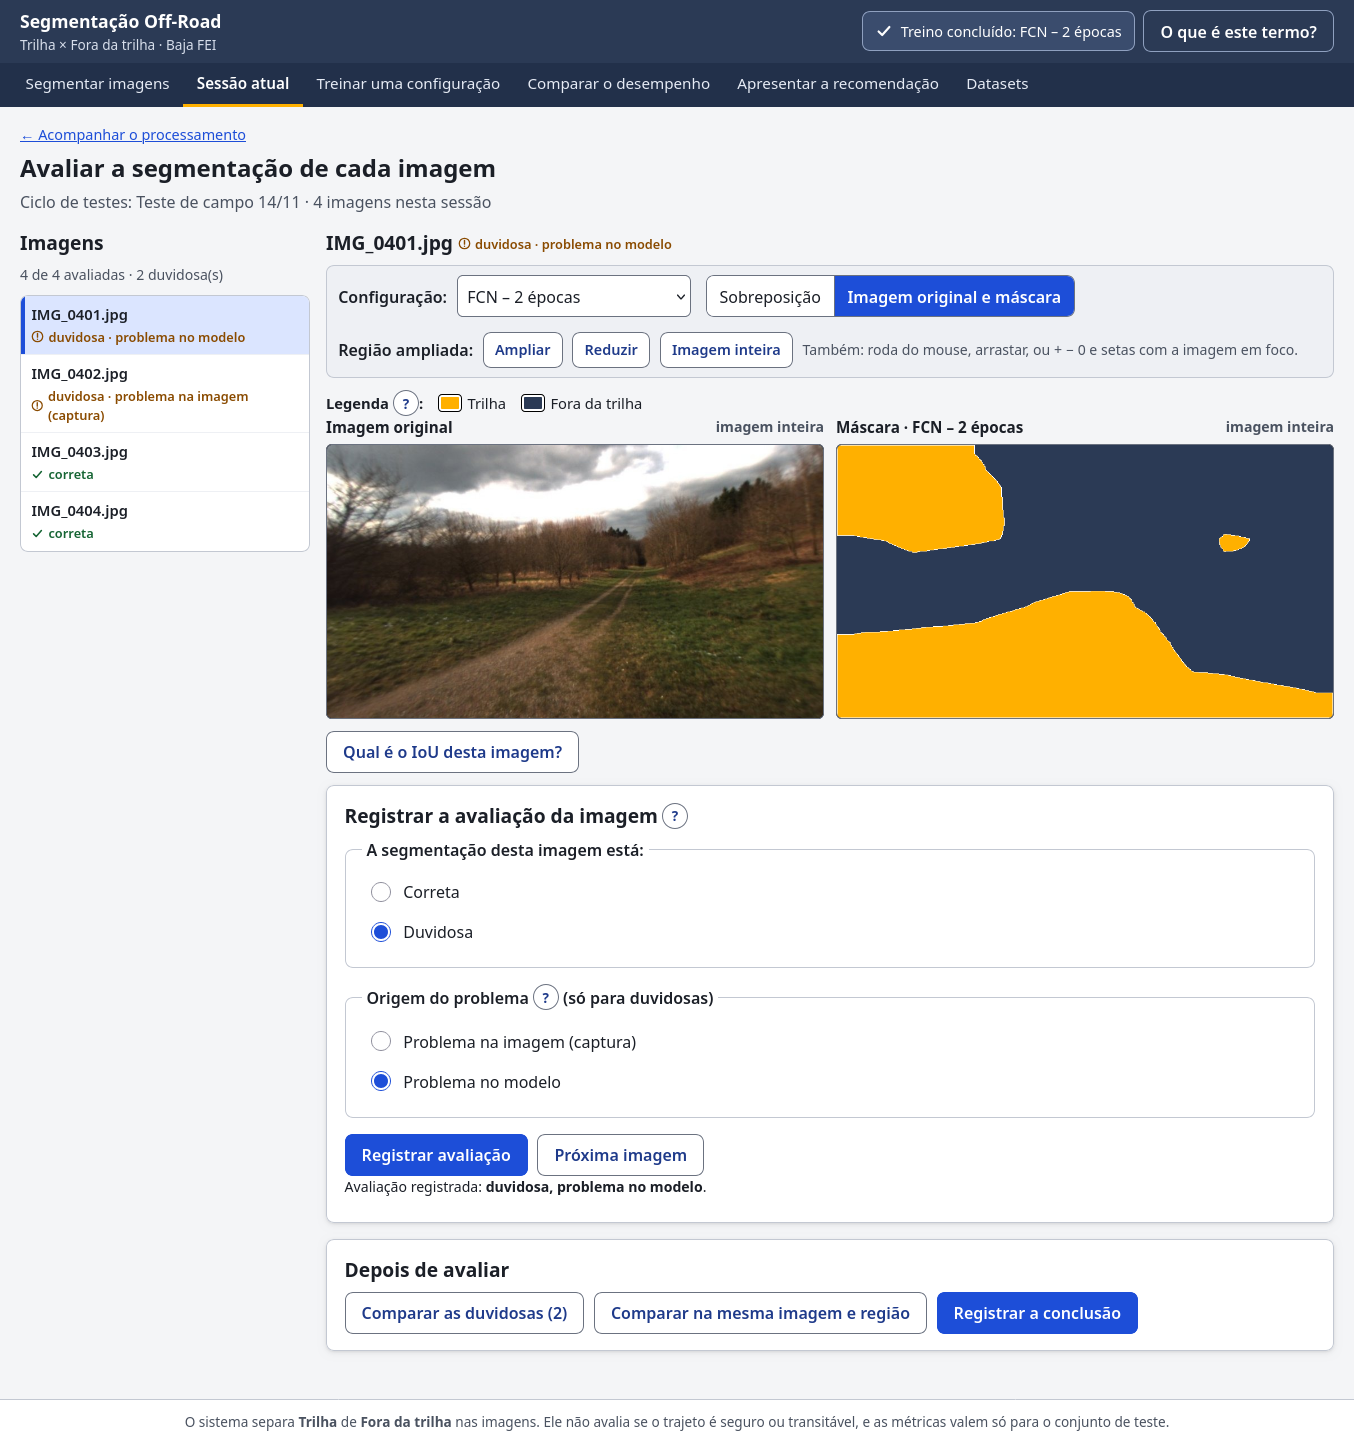 Segmentação Off-Road
Trilha × Fora da trilha · Baja FEI
Treino concluído: FCN – 2 épocas
O que é este termo?
Segmentar imagens
Sessão atual
Treinar uma configuração
Comparar o desempenho
Apresentar a recomendação
Datasets
← Acompanhar o processamento
Avaliar a segmentação de cada imagem
Ciclo de testes: Teste de campo 14/11 · 4 imagens nesta sessão
Imagens
4 de 4 avaliadas · 2 duvidosa(s)
IMG_0401.jpg
duvidosa · problema no modelo
IMG_0402.jpg
duvidosa · problema na imagem
(captura)
IMG_0403.jpg
correta
IMG_0404.jpg
correta
IMG_0401.jpg duvidosa · problema no modelo
Configuração: FCN – 2 épocas
Sobreposição
Imagem original e máscara
Região ampliada: Ampliar Reduzir Imagem inteira Também: roda do mouse, arrastar, ou + − 0 e setas com a imagem em foco.
Legenda ? : Trilha Fora da trilha
Imagem original imagem inteira
Máscara · FCN – 2 épocas imagem inteira
Qual é o IoU desta imagem?
Registrar a avaliação da imagem ?
A segmentação desta imagem está:
Correta
Duvidosa
Origem do problema ? (só para duvidosas)
Problema na imagem (captura)
Problema no modelo
Registrar avaliação
Próxima imagem
Avaliação registrada: duvidosa, problema no modelo.
Depois de avaliar
Comparar as duvidosas (2)
Comparar na mesma imagem e região
Registrar a conclusão
O sistema separa Trilha de Fora da trilha nas imagens. Ele não avalia se o trajeto é seguro ou transitável, e as métricas valem só para o conjunto de teste.